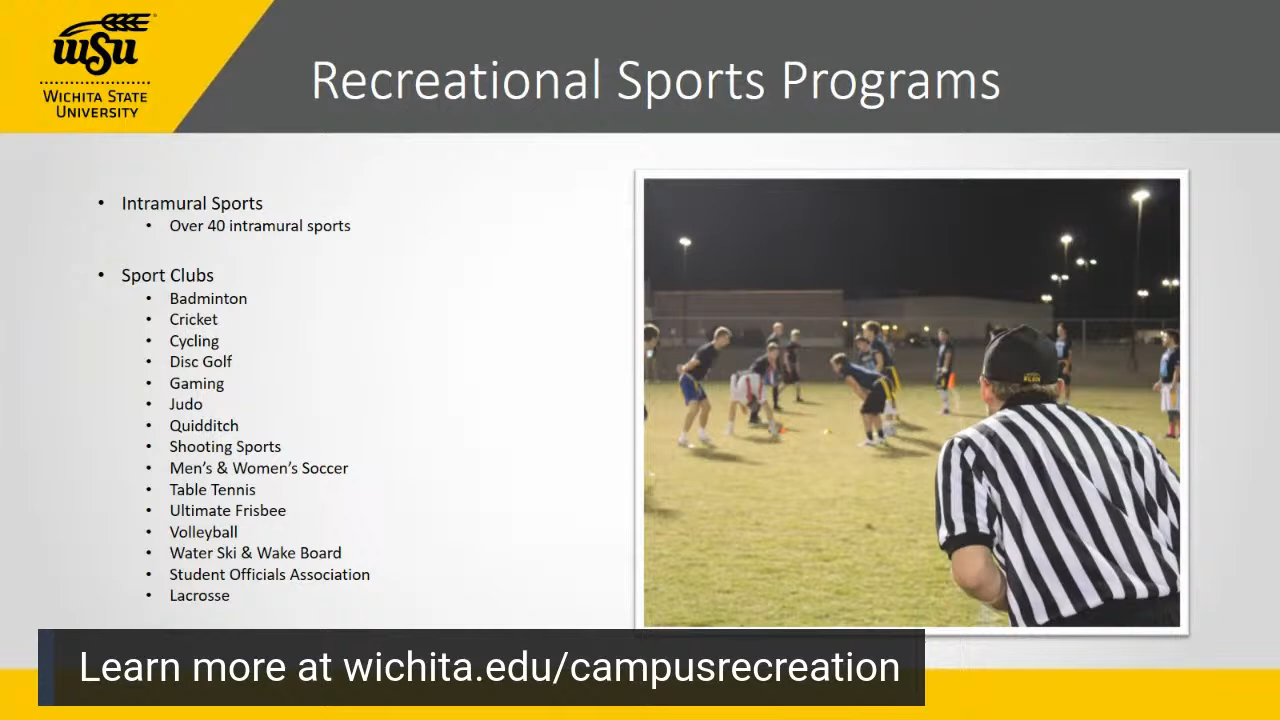 WSU
WICHITA STATE
UNIVERSITY
Recreational Sports Programs
• Intramural Sports
• Over 40 intramural sports
• Sport Clubs
• Badminton
• Cricket
• Cycling
• Disc Golf
• Gaming
• Judo
• Quidditch
• Shooting Sports
• Men’s & Women’s Soccer
• Table Tennis
• Ultimate Frisbee
• Volleyball
• Water Ski & Wake Board
• Student Officials Association
• Lacrosse
Learn more at wichita.edu/campusrecreation